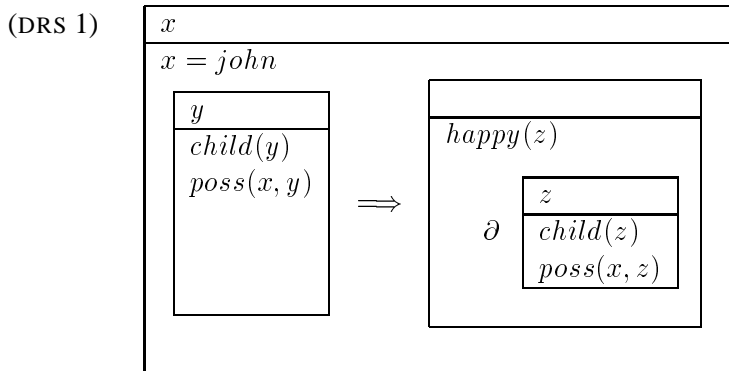 (DRS 1)
x
x = john
y
child(y)
poss(x, y)
⟹
happy(z)
∂
z
child(z)
poss(x, z)